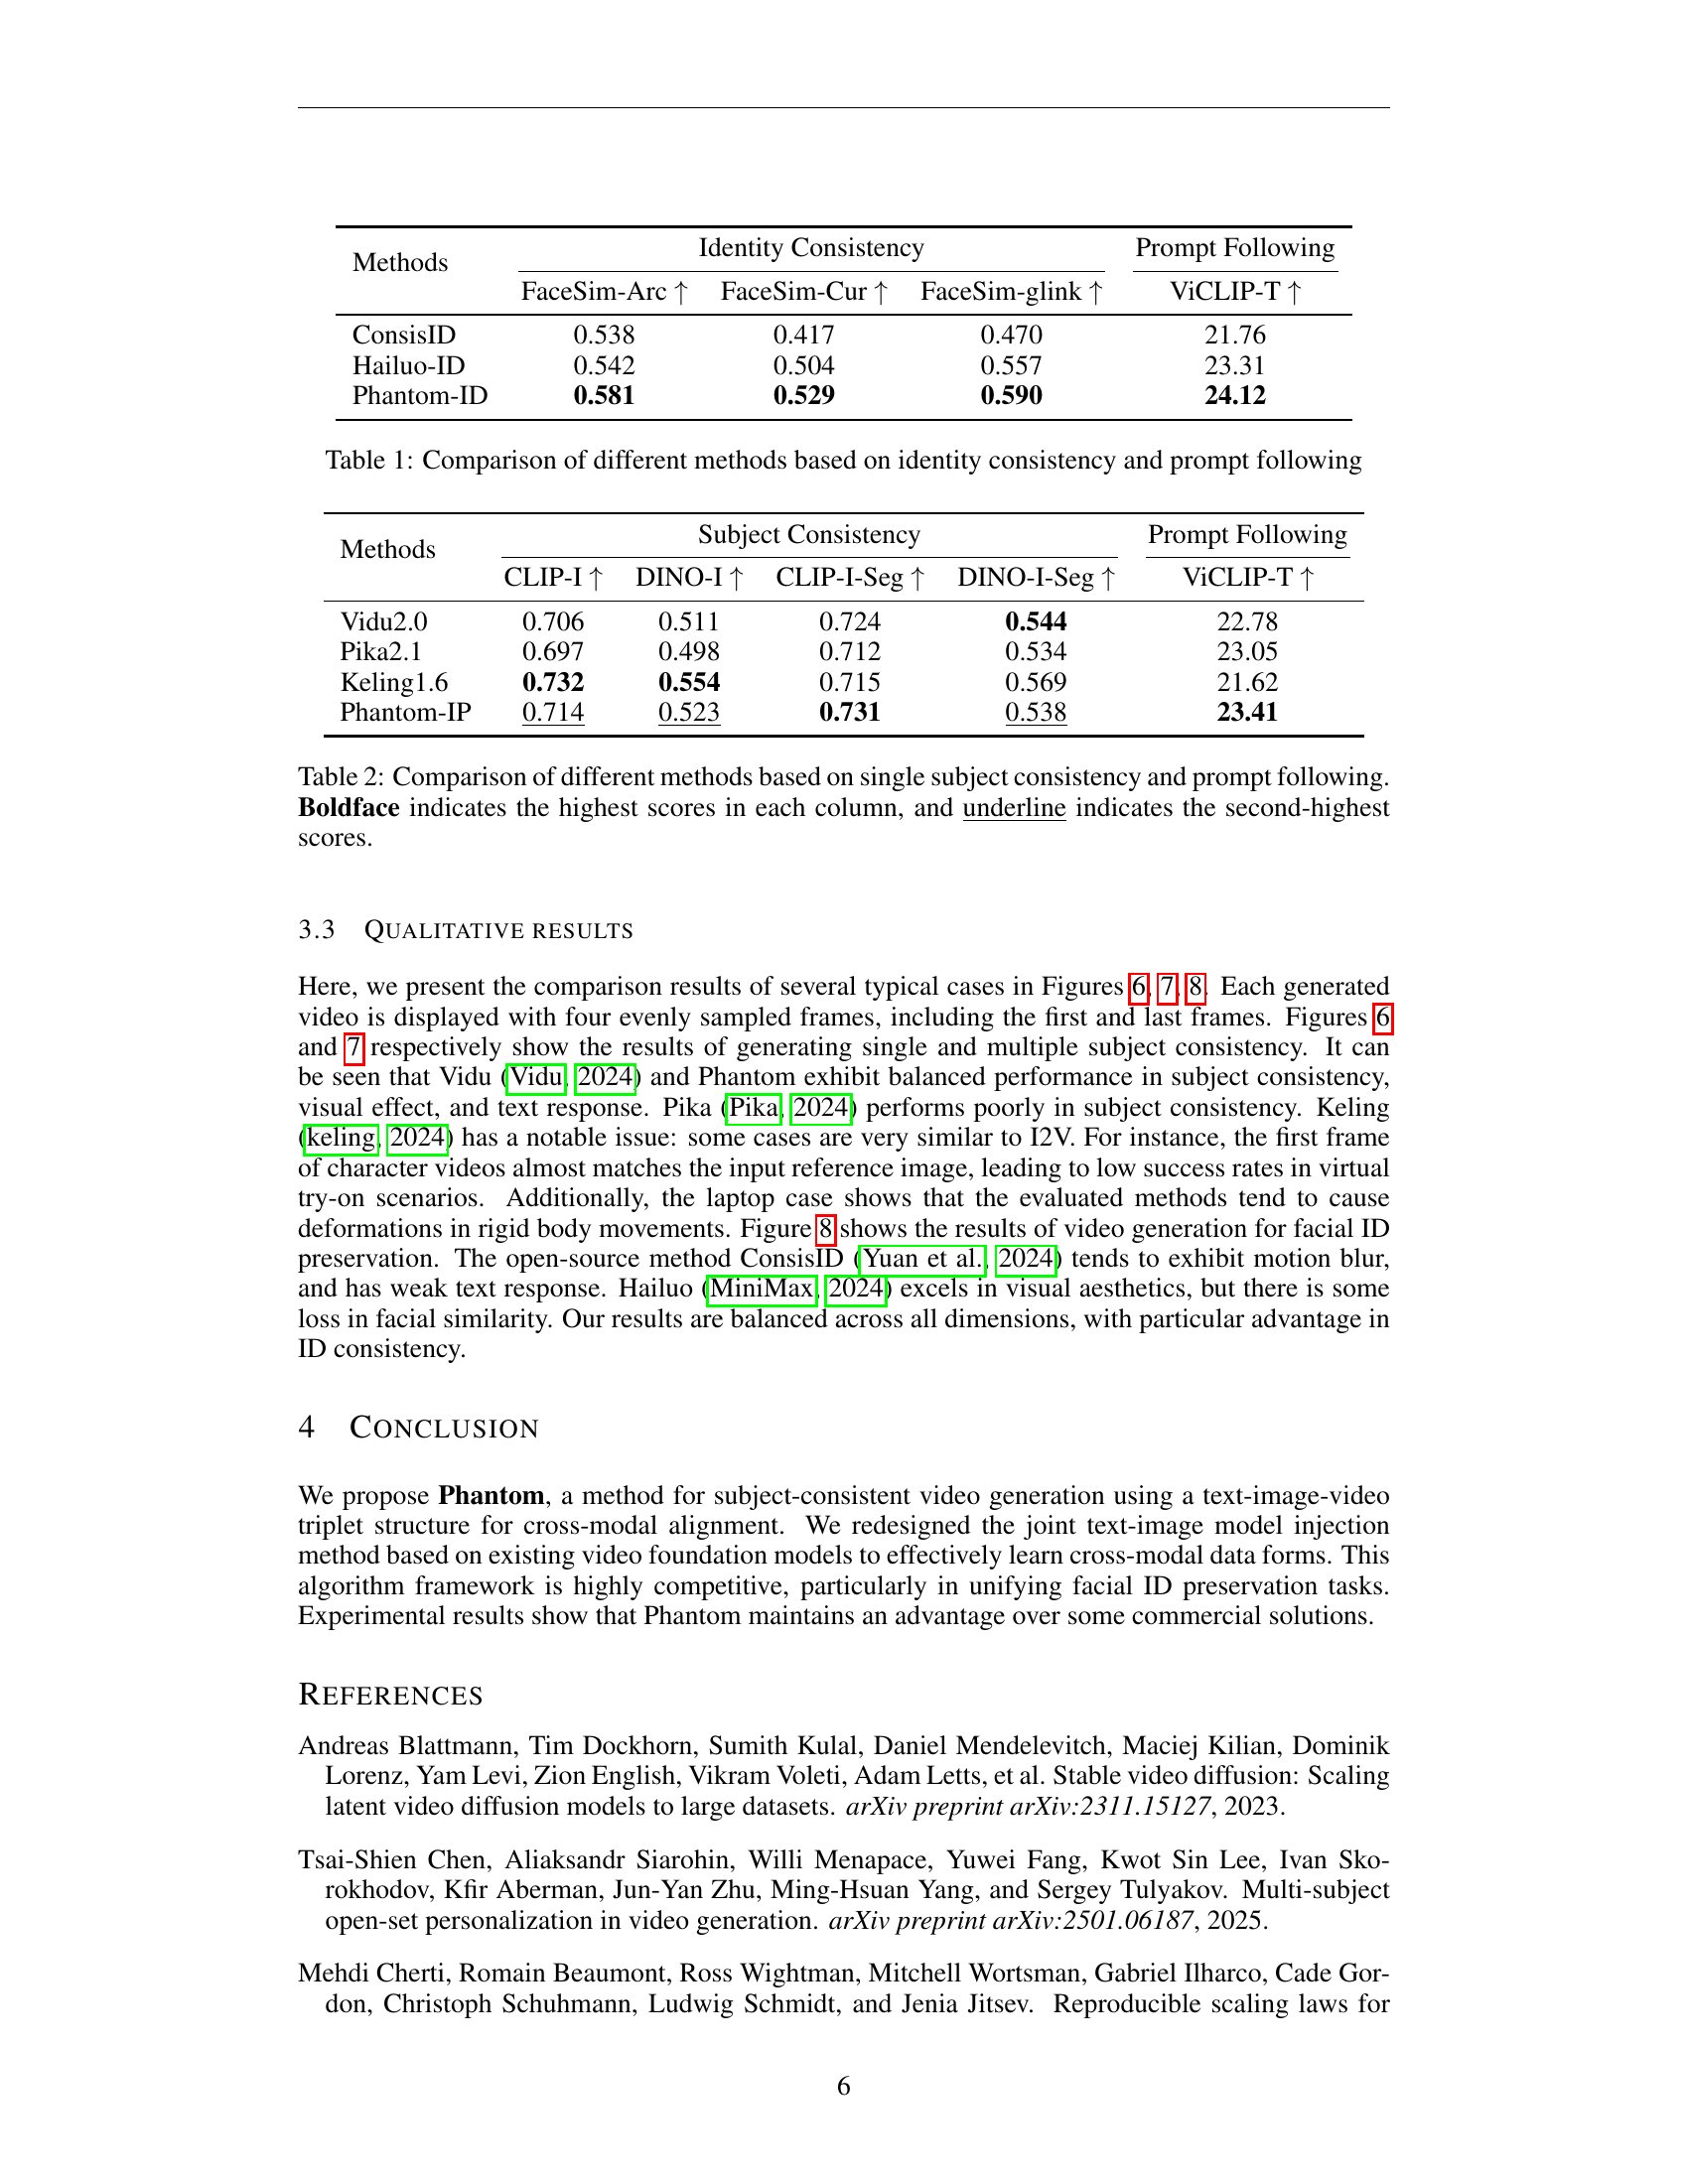 Methods Identity Consistency Prompt Following
FaceSim-Arc ↑ FaceSim-Cur ↑ FaceSim-glink ↑ ViCLIP-T ↑
ConsisID 0.538 0.417 0.470 21.76
Hailuo-ID 0.542 0.504 0.557 23.31
Phantom-ID 0.581 0.529 0.590 24.12
Table 1: Comparison of different methods based on identity consistency and prompt following
Methods Subject Consistency Prompt Following
CLIP-I ↑ DINO-I ↑ CLIP-I-Seg ↑ DINO-I-Seg ↑ ViCLIP-T ↑
Vidu2.0 0.706 0.511 0.724 0.544 22.78
Pika2.1 0.697 0.498 0.712 0.534 23.05
Keling1.6 0.732 0.554 0.715 0.569 21.62
Phantom-IP 0.714 0.523 0.731 0.538 23.41
Table 2: Comparison of different methods based on single subject consistency and prompt following.
Boldface indicates the highest scores in each column, and underline indicates the second-highest
scores.
3.3 QUALITATIVE RESULTS
Here, we present the comparison results of several typical cases in Figures 6, 7, 8. Each generated
video is displayed with four evenly sampled frames, including the first and last frames. Figures 6
and 7 respectively show the results of generating single and multiple subject consistency. It can
be seen that Vidu (Vidu, 2024) and Phantom exhibit balanced performance in subject consistency,
visual effect, and text response. Pika (Pika, 2024) performs poorly in subject consistency. Keling
(keling, 2024) has a notable issue: some cases are very similar to I2V. For instance, the first frame
of character videos almost matches the input reference image, leading to low success rates in virtual
try-on scenarios. Additionally, the laptop case shows that the evaluated methods tend to cause
deformations in rigid body movements. Figure 8 shows the results of video generation for facial ID
preservation. The open-source method ConsisID (Yuan et al., 2024) tends to exhibit motion blur,
and has weak text response. Hailuo (MiniMax, 2024) excels in visual aesthetics, but there is some
loss in facial similarity. Our results are balanced across all dimensions, with particular advantage in
ID consistency.
4 CONCLUSION
We propose Phantom, a method for subject-consistent video generation using a text-image-video
triplet structure for cross-modal alignment. We redesigned the joint text-image model injection
method based on existing video foundation models to effectively learn cross-modal data forms. This
algorithm framework is highly competitive, particularly in unifying facial ID preservation tasks.
Experimental results show that Phantom maintains an advantage over some commercial solutions.
REFERENCES
Andreas Blattmann, Tim Dockhorn, Sumith Kulal, Daniel Mendelevitch, Maciej Kilian, Dominik
Lorenz, Yam Levi, Zion English, Vikram Voleti, Adam Letts, et al. Stable video diffusion: Scaling
latent video diffusion models to large datasets. arXiv preprint arXiv:2311.15127, 2023.
Tsai-Shien Chen, Aliaksandr Siarohin, Willi Menapace, Yuwei Fang, Kwot Sin Lee, Ivan Sko-
rokhodov, Kfir Aberman, Jun-Yan Zhu, Ming-Hsuan Yang, and Sergey Tulyakov. Multi-subject
open-set personalization in video generation. arXiv preprint arXiv:2501.06187, 2025.
Mehdi Cherti, Romain Beaumont, Ross Wightman, Mitchell Wortsman, Gabriel Ilharco, Cade Gor-
don, Christoph Schuhmann, Ludwig Schmidt, and Jenia Jitsev. Reproducible scaling laws for
6